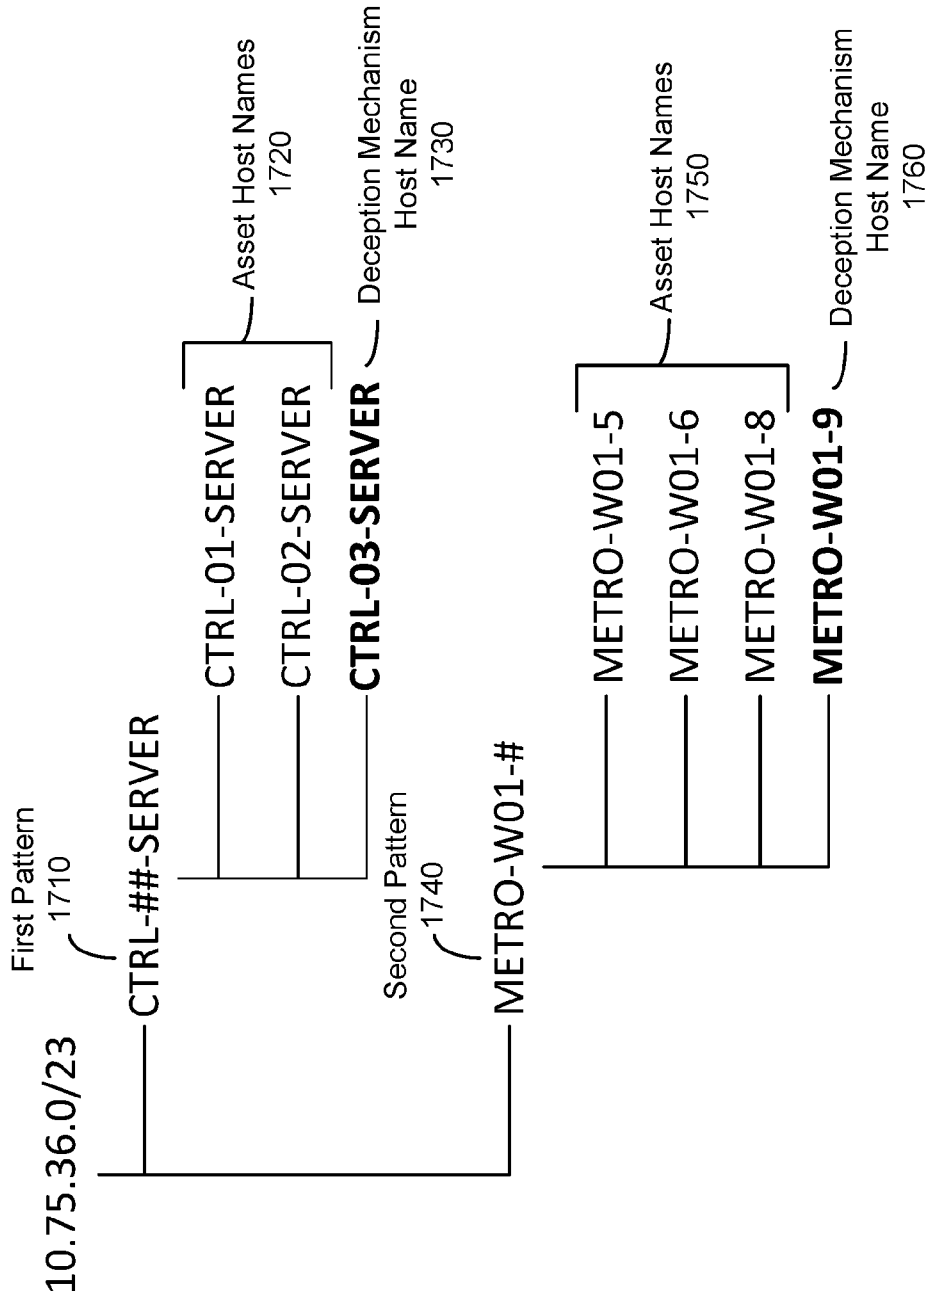 10.75.36.0/23
First Pattern
1710
CTRL-##-SERVER
CTRL-01-SERVER
CTRL-02-SERVER
Asset Host Names
1720
CTRL-03-SERVER
Deception Mechanism
Host Name
1730
Second Pattern
1740
METRO-W01-#
METRO-W01-5
METRO-W01-6
METRO-W01-8
Asset Host Names
1750
METRO-W01-9
Deception Mechanism
Host Name
1760